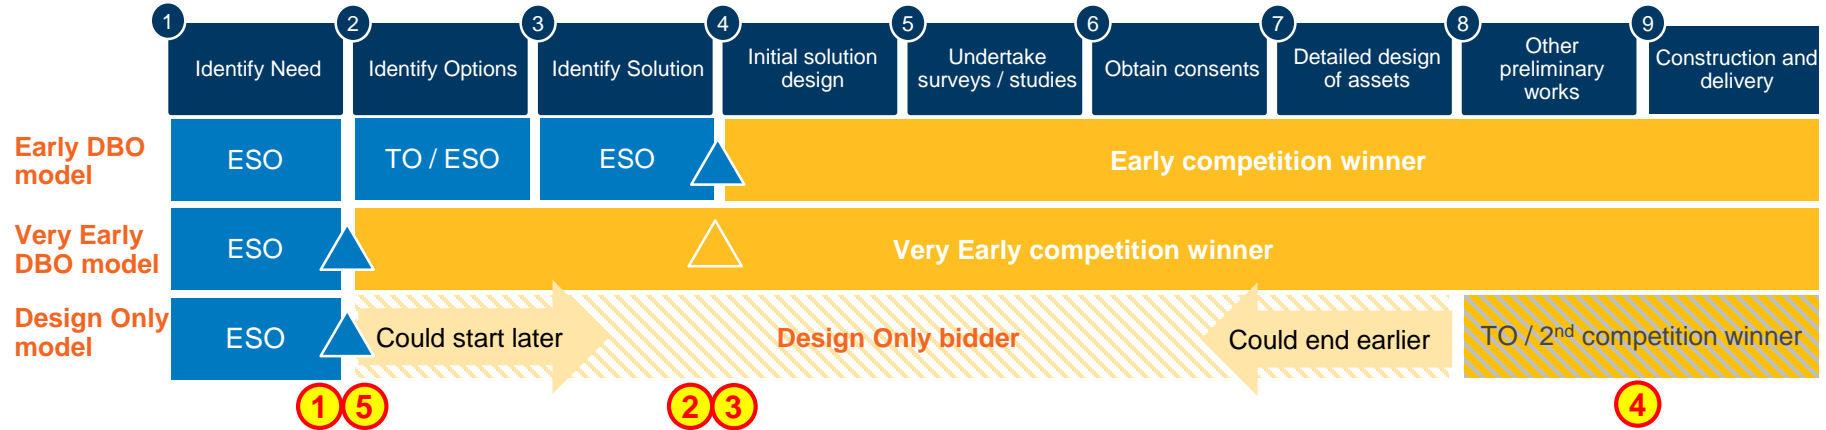 1 2 3 4 5 6 7 8 9
Identify Need
Identify Options
Identify Solution
Initial solution
design
Undertake
surveys / studies
Obtain consents
Detailed design
of assets
Other
preliminary
works
Construction and
delivery
Early DBO
model
ESO
TO / ESO
ESO
Early competition winner
Very Early
DBO model
ESO
Very Early competition winner
Design Only
model
ESO
Could start later
Design Only bidder
Could end earlier
TO / 2nd competition winner
1 5 2 3 4